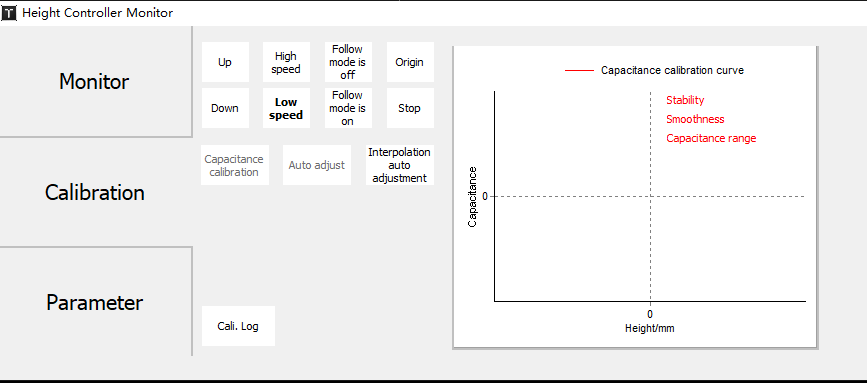 Height Controller Monitor
Monitor
Calibration
Parameter
Up
High
speed
Follow
mode is
off
Origin
Down
Low
speed
Follow
mode is
on
Stop
Capacitance
calibration
Auto adjust
Interpolation
auto
adjustment
Cali. Log
Capacitance calibration curve
Stability
Smoothness
Capacitance range
Capacitance
0
0
Height/mm